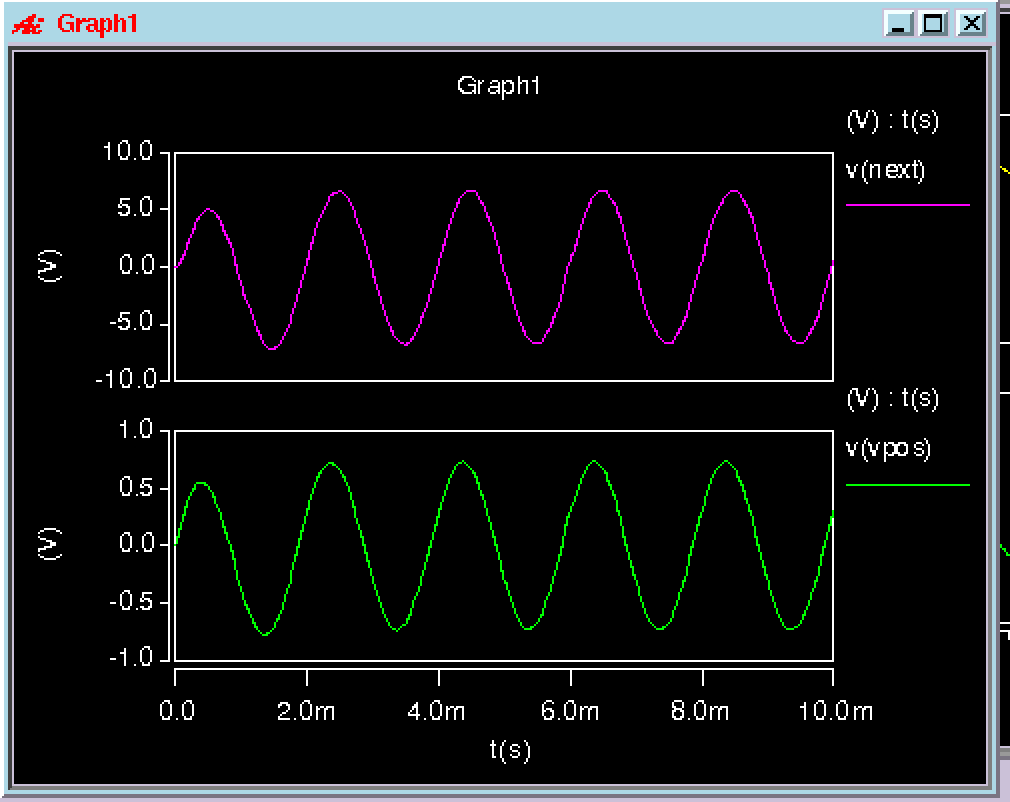 Graph1
Graph1
(V) : t(s)
v(next)
10.0
5.0
0.0
-5.0
-10.0
(V)
(V) : t(s)
v(vpos)
1.0
0.5
0.0
-0.5
-1.0
(V)
0.0 2.0m 4.0m 6.0m 8.0m 10.0m
t(s)